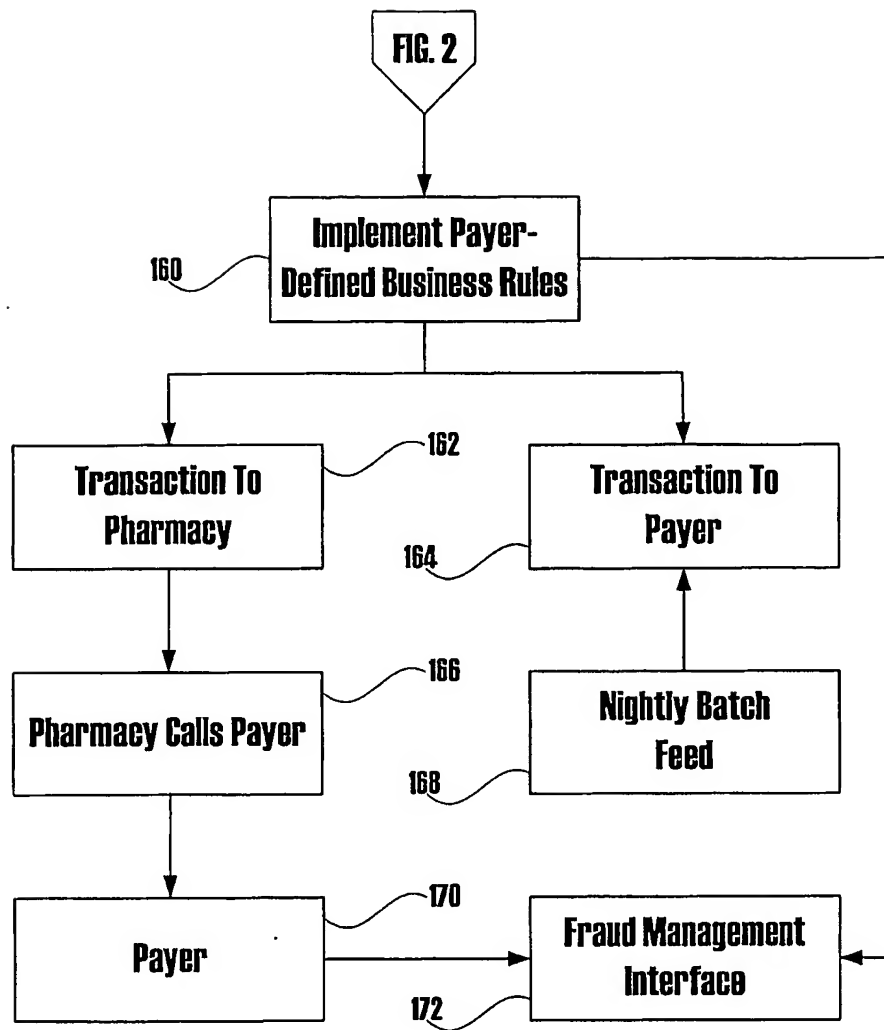 FIG. 2
Implement Payer-
Defined Business Rules
160
162
Transaction To
Pharmacy
Transaction To
Payer
164
166
Pharmacy Calls Payer
Nightly Batch
Feed
168
170
Payer
Fraud Management
Interface
172